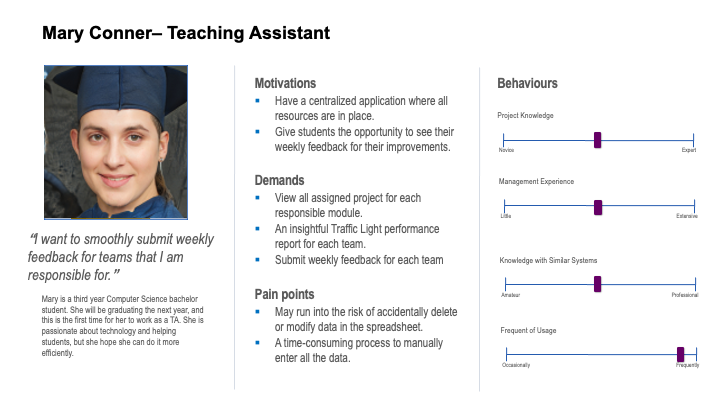 Mary Conner– Teaching Assistant
“I want to smoothly submit weekly
feedback for teams that I am
responsible for.”
Mary is a third year Computer Science bachelor
student. She will be graduating the next year, and
this is the first time for her to work as a TA. She is
passionate about technology and helping
students, but she hope she can do it more
efficiently.
Motivations
▪ Have a centralized application where all
resources are in place.
▪ Give students the opportunity to see their
weekly feedback for their improvements.
Demands
▪ View all assigned project for each
responsible module.
▪ An insightful Traffic Light performance
report for each team.
▪ Submit weekly feedback for each team
Pain points
▪ May run into the risk of accidentally delete
or modify data in the spreadsheet.
▪ A time-consuming process to manually
enter all the data.
Behaviours
Project Knowledge
Novice Expert
Management Experience
Little Extensive
Knowledge with Similar Systems
Amateur Professional
Frequent of Usage
Occasionally Frequently